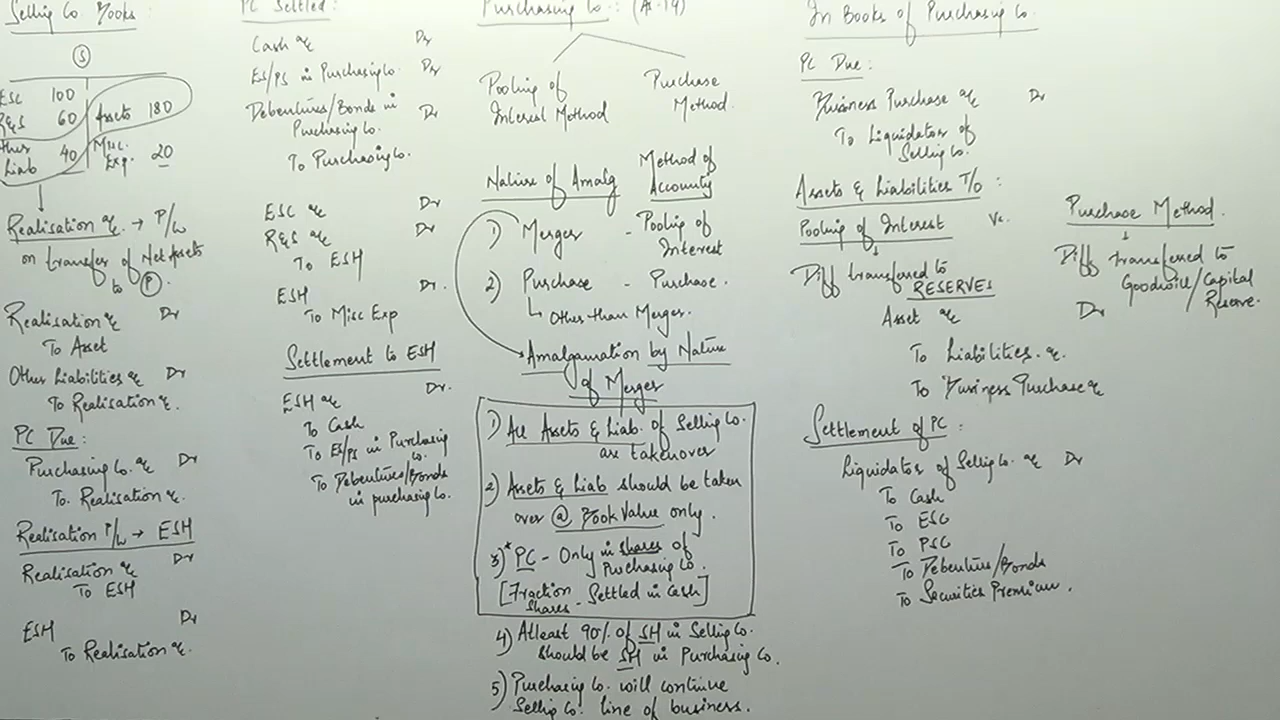 Selling Co Books:
S
ESC 100
R&S 60
Assets 180
Other Liab 40
Misc. Exp. 20
Realisation a/c → P/L
on transfer of Net Assets
to P.
Realisation a/c Dr
To Asset
Other Liabilities a/c Dr
To Realisation a/c.
PC Due:
Purchasing Co. a/c Dr
To Realisation a/c.
Realisation P/L → ESH
Realisation a/c Dr
To ESH
ESH Dr
To Realisation a/c.
PC Settled:
Cash a/c Dr
ES/PS in Purchasing Co. Dr
Debentures/Bonds in Dr
Purchasing Co.
To Purchasing Co.
ESC a/c Dr
R&S a/c Dr
To ESH
ESH Dr.
To Misc Exp
Settlement to ESH
ESH a/c Dr.
To Cash
To ES/PS in Purchasing
Co.
To Debentures/Bonds
in purchasing Co.
Purchasing Co.: (AS-14)
Pooling of
Interest Method
Purchase
Method.
Nature of Amalg
Method of
Accounty
1) Merger - Pooling of
Interest
2) Purchase - Purchase.
Other than Merger.
Amalgamation by Nature
of Merger
1) All Assets & Liab. of Selling Co.
are takenover
2) Assets & Liab should be taken
over @ Book Value only.
3)* PC - Only in shares of
Purchasing Co.
[Fraction
shares - Settled in Cash]
4) Atleast 90% of SH in Selling Co.
should be SH in Purchasing Co.
5) Purchasing Co. will continue
Selling Co. line of business.
In Books of Purchasing Co.
PC Due:
Business Purchase a/c Dr
To Liquidator of
Selling Co.
Assets & Liabilities T/O:
Pooling of Interest Vs.
Diff transferred to
RESERVES
Purchase Method.
Diff transferred to
Goodwill/Capital
Reserve.
Asset a/c Dr
To Liabilities a/c.
To Business Purchase a/c
Settlement of PC:
Liquidator of Selling Co. a/c Dr
To Cash
To ESC
To PSC
To Debenture/Bonds
To Securities Premium.